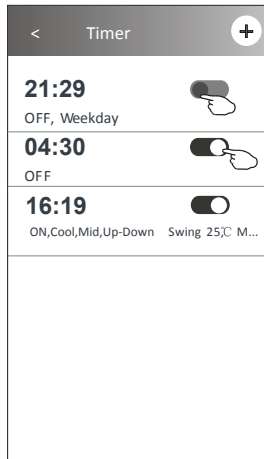 < Timer +
21:29
OFF, Weekday
04:30
OFF
16:19
ON,Cool,Mid,Up-Down Swing 25℃ M...